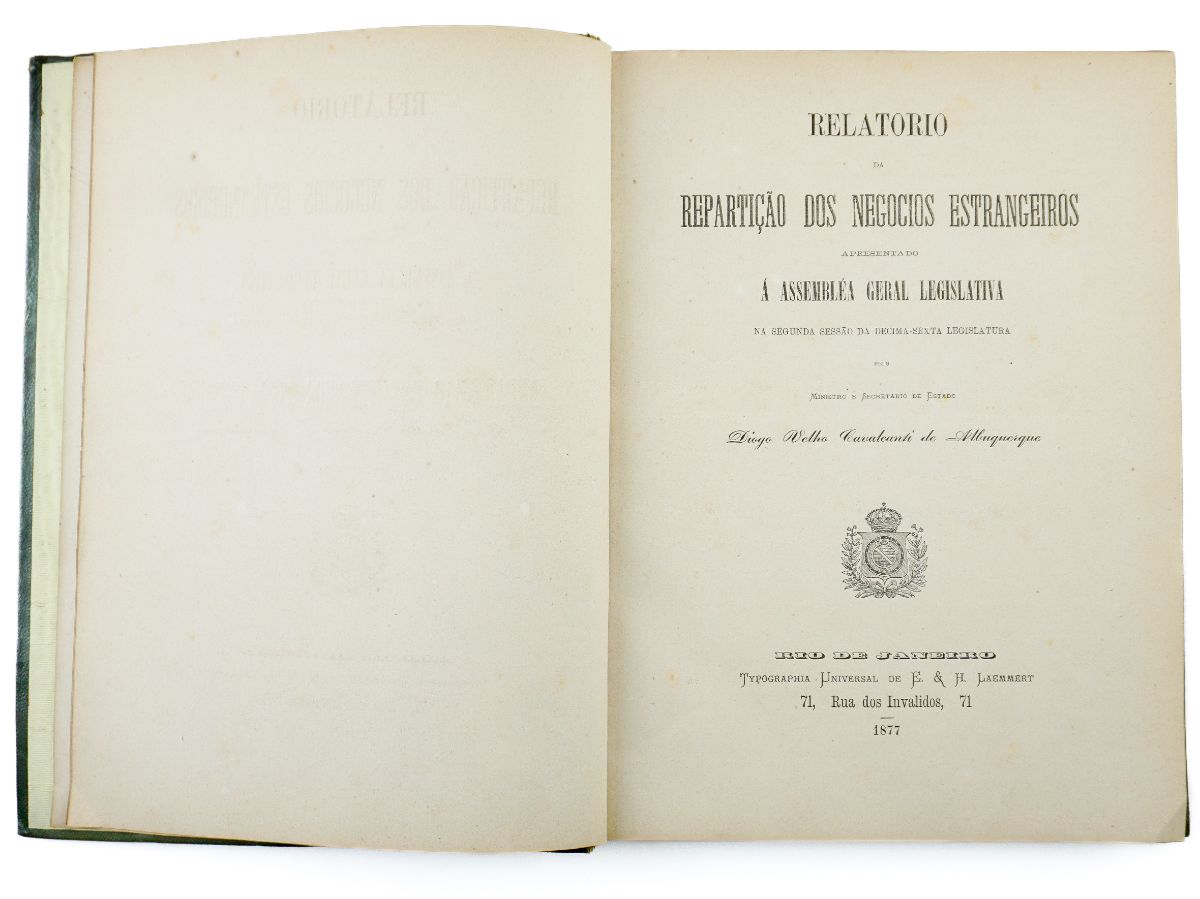 RELATORIO
DA
REPARTIÇÃO DOS NEGOCIOS ESTRANGEIROS
APRESENTADO
Á ASSEMBLÉA GERAL LEGISLATIVA
NA SEGUNDA SESSÃO DA DECIMA-SEXTA LEGISLATURA
PELO
MINISTRO E SECRETARIO DE ESTADO
Diogo Velho Cavalcanti de Albuquerque
RIO DE JANEIRO
TYPOGRAPHIA UNIVERSAL DE E. & H. LAEMMERT
71, Rua dos Invalidos, 71
1877